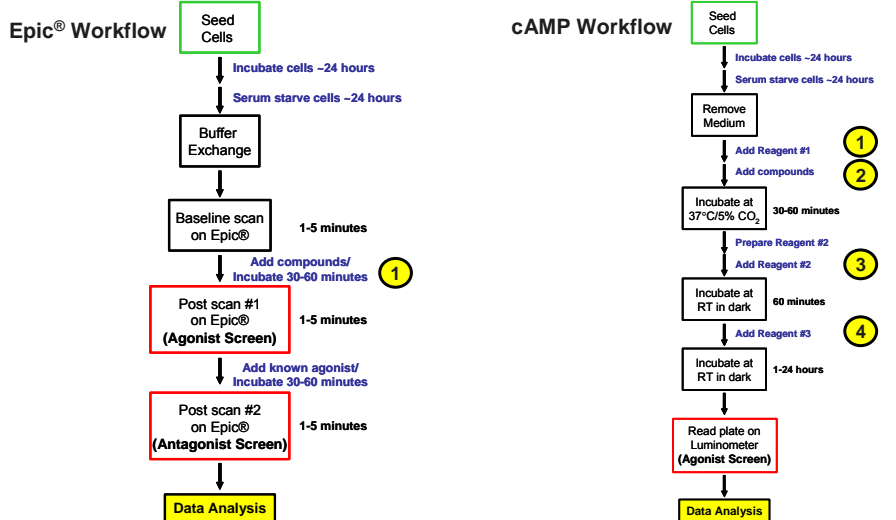 Epic® Workflow
Seed
Cells
Incubate cells ~24 hours
Serum starve cells ~24 hours
Buffer
Exchange
Baseline scan
on Epic®
1-5 minutes
Add compounds/
Incubate 30-60 minutes
1
Post scan #1
on Epic®
(Agonist Screen)
1-5 minutes
Add known agonist/
Incubate 30-60 minutes
Post scan #2
on Epic®
(Antagonist Screen)
1-5 minutes
Data Analysis
cAMP Workflow
Seed
Cells
Incubate cells ~24 hours
Serum starve cells ~24 hours
Remove
Medium
Add Reagent #1
1
Add compounds
2
Incubate at
37°C/5% CO2
30-60 minutes
Prepare Reagent #2
Add Reagent #2
3
Incubate at
RT in dark
60 minutes
Add Reagent #3
4
Incubate at
RT in dark
1-24 hours
Read plate on
Luminometer
(Agonist Screen)
Data Analysis